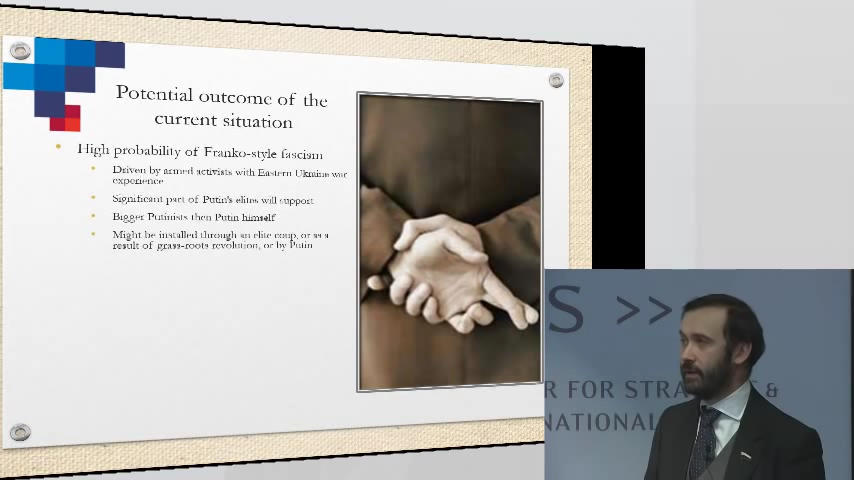 Potential outcome of the
current situation
High probability of Franko-style fascism
Driven by armed activists with Eastern Ukraine war
experience
Significant part of Putin's elites will support
Bigger Putinists then Putin himself
Might be installed through an elite coup, or as a
result of grass-roots revolution, or by Putin
S >>
R FOR STRA &
NATIONAL